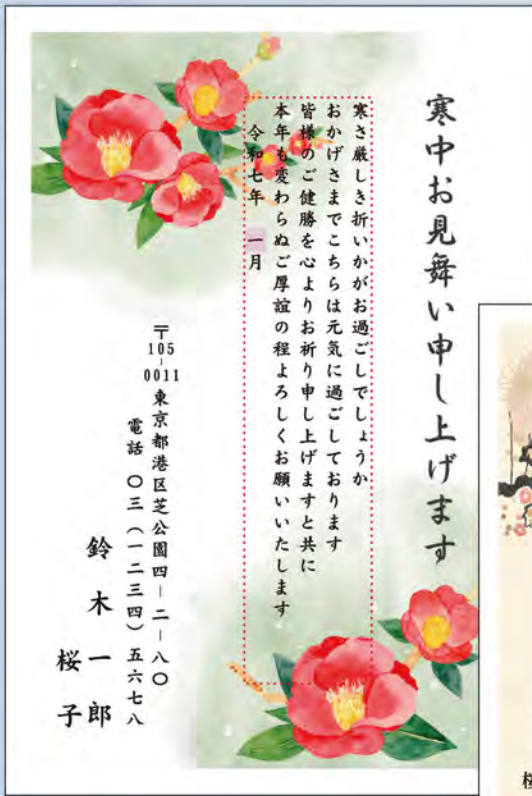 寒中お見舞い申し上げます
寒さ厳しき折いかがお過ごしでしょうか
おかげさまでこちらは元気に過ごしております
皆様のご健勝を心よりお祈り申し上げますと共に
本年も変わらぬご厚誼の程よろしくお願いいたします
令和七年 一月
〒105-0011 東京都港区芝公園四-二-八〇
電話 〇三(一二三四)五六七八
鈴木一郎
桜子
桜